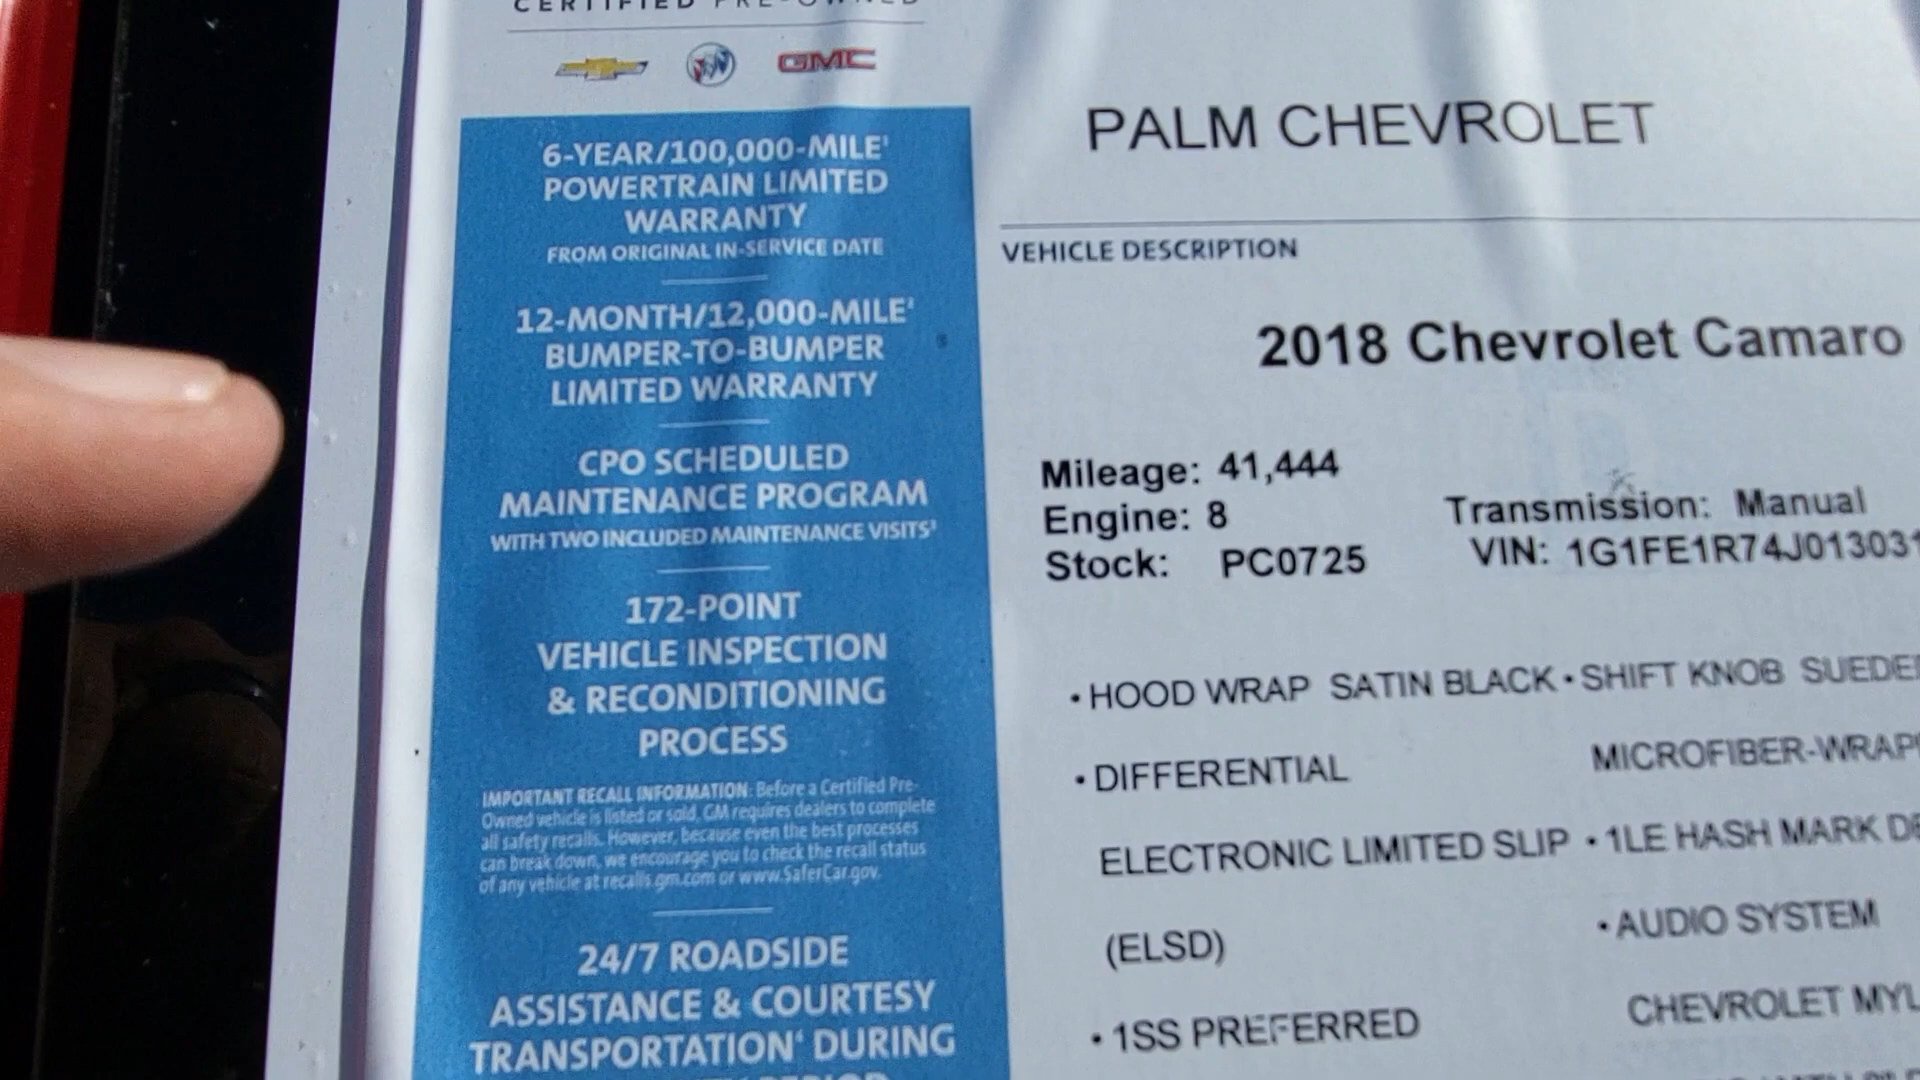 CERTIFIED PRE-OWNED
GMC
6-YEAR/100,000-MILE¹
POWERTRAIN LIMITED
WARRANTY
FROM ORIGINAL IN-SERVICE DATE
12-MONTH/12,000-MILE²
BUMPER-TO-BUMPER
LIMITED WARRANTY
CPO SCHEDULED
MAINTENANCE PROGRAM
WITH TWO INCLUDED MAINTENANCE VISITS³
172-POINT
VEHICLE INSPECTION
& RECONDITIONING
PROCESS
IMPORTANT RECALL INFORMATION: Before a Certified Pre-
Owned vehicle is listed or sold, GM requires dealers to complete
all safety recalls. However, because even the best processes
can break down, we encourage you to check the recall status
of any vehicle at recalls.gm.com or www.SaferCar.gov.
24/7 ROADSIDE
ASSISTANCE & COURTESY
TRANSPORTATION⁴ DURING
PALM CHEVROLET
VEHICLE DESCRIPTION
2018 Chevrolet Camaro
Mileage: 41,444
Engine: 8
Transmission: Manual
Stock: PC0725
VIN: 1G1FE1R74J013031
• HOOD WRAP SATIN BLACK • SHIFT KNOB SUEDED
• DIFFERENTIAL
MICROFIBER-WRAP
ELECTRONIC LIMITED SLIP • 1LE HASH MARK DE
(ELSD)
• AUDIO SYSTEM
• 1SS PREFERRED
CHEVROLET MYL